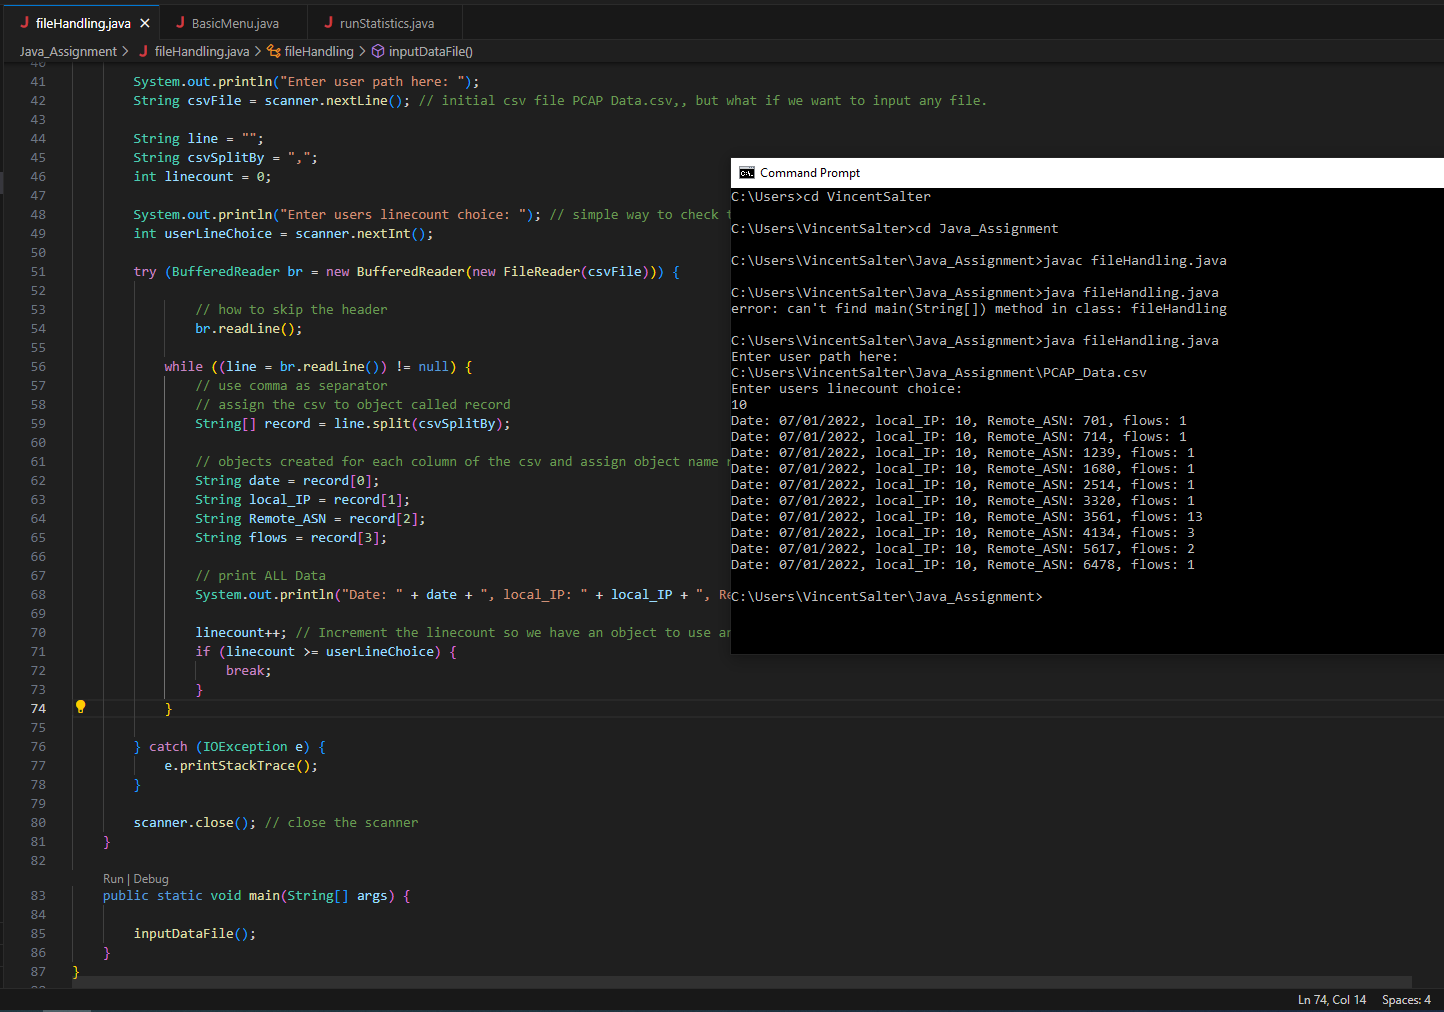 fileHandling.java
BasicMenu.java
runStatistics.java
Java_Assignment > fileHandling.java > fileHandling > inputDataFile()
41 System.out.println("Enter user path here: ");
42 String csvFile = scanner.nextLine(); // initial csv file PCAP Data.csv,, but what if we want to input any file.
43
44 String line = "";
45 String csvSplitBy = ",";
46 int linecount = 0;
47
48 System.out.println("Enter users linecount choice: "); // simple way to check
49 int userLineChoice = scanner.nextInt();
50
51 try (BufferedReader br = new BufferedReader(new FileReader(csvFile))) {
52
53 // how to skip the header
54 br.readLine();
55
56 while ((line = br.readLine()) != null) {
57 // use comma as separator
58 // assign the csv to object called record
59 String[] record = line.split(csvSplitBy);
60
61 // objects created for each column of the csv and assign object name
62 String date = record[0];
63 String local_IP = record[1];
64 String Remote_ASN = record[2];
65 String flows = record[3];
66
67 // print ALL Data
68 System.out.println("Date: " + date + ", local_IP: " + local_IP + ",
69
70 linecount++; // Increment the linecount so we have an object to use
71 if (linecount >= userLineChoice) {
72 break;
73 }
74 }
75
76 } catch (IOException e) {
77 e.printStackTrace();
78 }
79
80 scanner.close(); // close the scanner
81 }
82
Run | Debug
83 public static void main(String[] args) {
84
85 inputDataFile();
86 }
87 }
Command Prompt
C:\Users>cd VincentSalter
C:\Users\VincentSalter>cd Java_Assignment
C:\Users\VincentSalter\Java_Assignment>javac fileHandling.java
C:\Users\VincentSalter\Java_Assignment>java fileHandling.java
error: can't find main(String[]) method in class: fileHandling
C:\Users\VincentSalter\Java_Assignment>java fileHandling.java
Enter user path here:
C:\Users\VincentSalter\Java_Assignment\PCAP_Data.csv
Enter users linecount choice:
10
Date: 07/01/2022, local_IP: 10, Remote_ASN: 701, flows: 1
Date: 07/01/2022, local_IP: 10, Remote_ASN: 714, flows: 1
Date: 07/01/2022, local_IP: 10, Remote_ASN: 1239, flows: 1
Date: 07/01/2022, local_IP: 10, Remote_ASN: 1680, flows: 1
Date: 07/01/2022, local_IP: 10, Remote_ASN: 2514, flows: 1
Date: 07/01/2022, local_IP: 10, Remote_ASN: 3320, flows: 1
Date: 07/01/2022, local_IP: 10, Remote_ASN: 3561, flows: 13
Date: 07/01/2022, local_IP: 10, Remote_ASN: 4134, flows: 3
Date: 07/01/2022, local_IP: 10, Remote_ASN: 5617, flows: 2
Date: 07/01/2022, local_IP: 10, Remote_ASN: 6478, flows: 1
C:\Users\VincentSalter\Java_Assignment>
Ln 74, Col 14 Spaces: 4